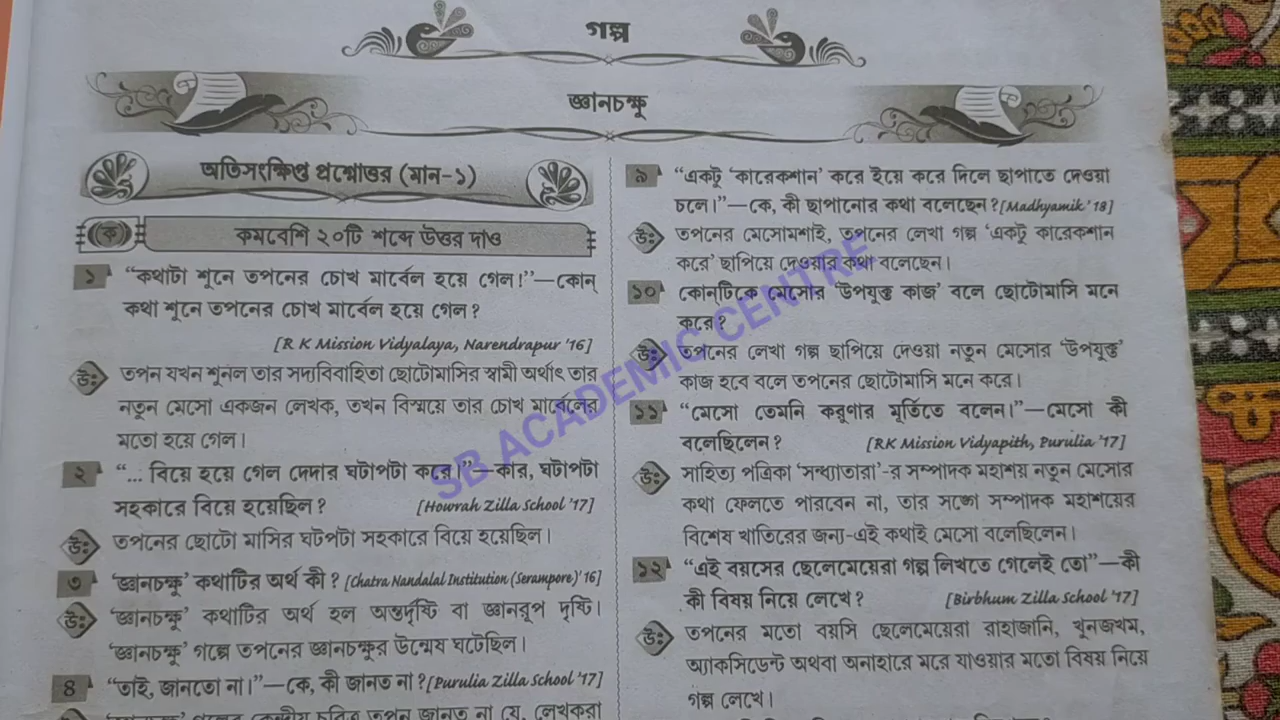 গল্প
জ্ঞানচক্ষু
অতিসংক্ষিপ্ত প্রশ্নোত্তর (মান-১)
ক কমবেশি ২০টি শব্দে উত্তর দাও
১ “কথাটা শুনে তপনের চোখ মার্বেল হয়ে গেল!”—কোন্
কথা শুনে তপনের চোখ মার্বেল হয়ে গেল?
[R K Mission Vidyalaya, Narendrapur '16]
উঃ তপন যখন শুনল তার সদ্যবিবাহিতা ছোটোমাসির স্বামী অর্থাৎ তার
নতুন মেসো একজন লেখক, তখন বিস্ময়ে তার চোখ মার্বেলের
মতো হয়ে গেল।
২ “... বিয়ে হয়ে গেল দেদার ঘটাপটা করে।”—কার, ঘটাপটা
সহকারে বিয়ে হয়েছিল? [Howrah Zilla School '17]
উঃ তপনের ছোটো মাসির ঘটাপটা সহকারে বিয়ে হয়েছিল।
৩ ‘জ্ঞানচক্ষু’ কথাটির অর্থ কী? [Chatra Nandalal Institution (Serampore)' 16]
উঃ ‘জ্ঞানচক্ষু’ কথাটির অর্থ হল অন্তর্দৃষ্টি বা জ্ঞানরূপ দৃষ্টি।
‘জ্ঞানচক্ষু’ গল্পে তপনের জ্ঞানচক্ষুর উন্মেষ ঘটেছিল।
৪ “তাই, জানতো না।”—কে, কী জানত না? [Purulia Zilla School '17]
‘জ্ঞানচক্ষু’ গল্পের কেন্দ্রীয় চরিত্র তপন জানত না যে, লেখকরা
৯ “একটু ‘কারেকশান’ করে ইয়ে করে দিলে ছাপাতে দেওয়া
চলে।”—কে, কী ছাপানোর কথা বলেছেন? [Madhyamik '18]
উঃ তপনের মেসোমশাই, তপনের লেখা গল্প ‘একটু কারেকশান
করে’ ছাপিয়ে দেওয়ার কথা বলেছেন।
১০ কোন্‌টিকে মেসোর ‘উপযুক্ত কাজ’ বলে ছোটোমাসি মনে
করে?
উঃ তপনের লেখা গল্প ছাপিয়ে দেওয়া নতুন মেসোর ‘উপযুক্ত’
কাজ হবে বলে তপনের ছোটোমাসি মনে করে।
১১ “মেসো তেমনি করুণার মূর্তিতে বলেন।”—মেসো কী
বলেছিলেন? [RK Mission Vidyapith, Purulia '17]
উঃ সাহিত্য পত্রিকা ‘সন্ধ্যাতারা’-র সম্পাদক মহাশয় নতুন মেসোর
কথা ফেলতে পারবেন না, তার সঙ্গে সম্পাদক মহাশয়ের
বিশেষ খাতিরের জন্য-এই কথাই মেসো বলেছিলেন।
১২ “এই বয়সের ছেলেমেয়েরা গল্প লিখতে গেলেই তো”—কী
কী বিষয় নিয়ে লেখে? [Birbhum Zilla School '17]
উঃ তপনের মতো বয়সি ছেলেমেয়েরা রাহাজানি, খুনজখম,
অ্যাকসিডেন্ট অথবা অনাহারে মরে যাওয়ার মতো বিষয় নিয়ে
গল্প লেখে।
SB ACADEMIC CENTRE